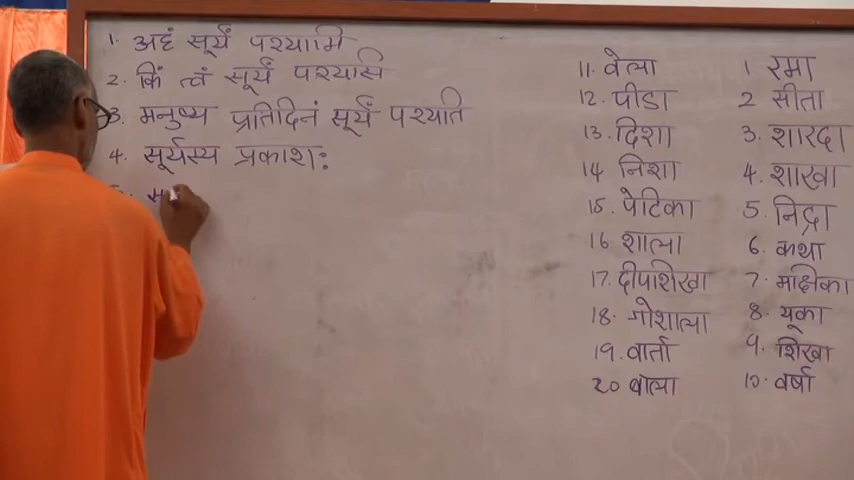 1. अहं सूर्यं पश्यामि
2. किं त्वं सूर्यं पश्यसि
3. मनुष्य प्रतिदिनं सूर्यं पश्यति
4. सूर्यस्य प्रकाशः
5.
11. वेला
12. पीडा
13. दिशा
14 निशा
15. पेटिका
16 शाला
17. दीपशिखा
18. गोशाला
19. वार्ता
20 बाला
1 रमा
2 सीता
3. शारदा
4. शाखा
5. निद्रा
6. कथा
7. मक्षिका
8. यूका
9. शिखा
10. वर्षा